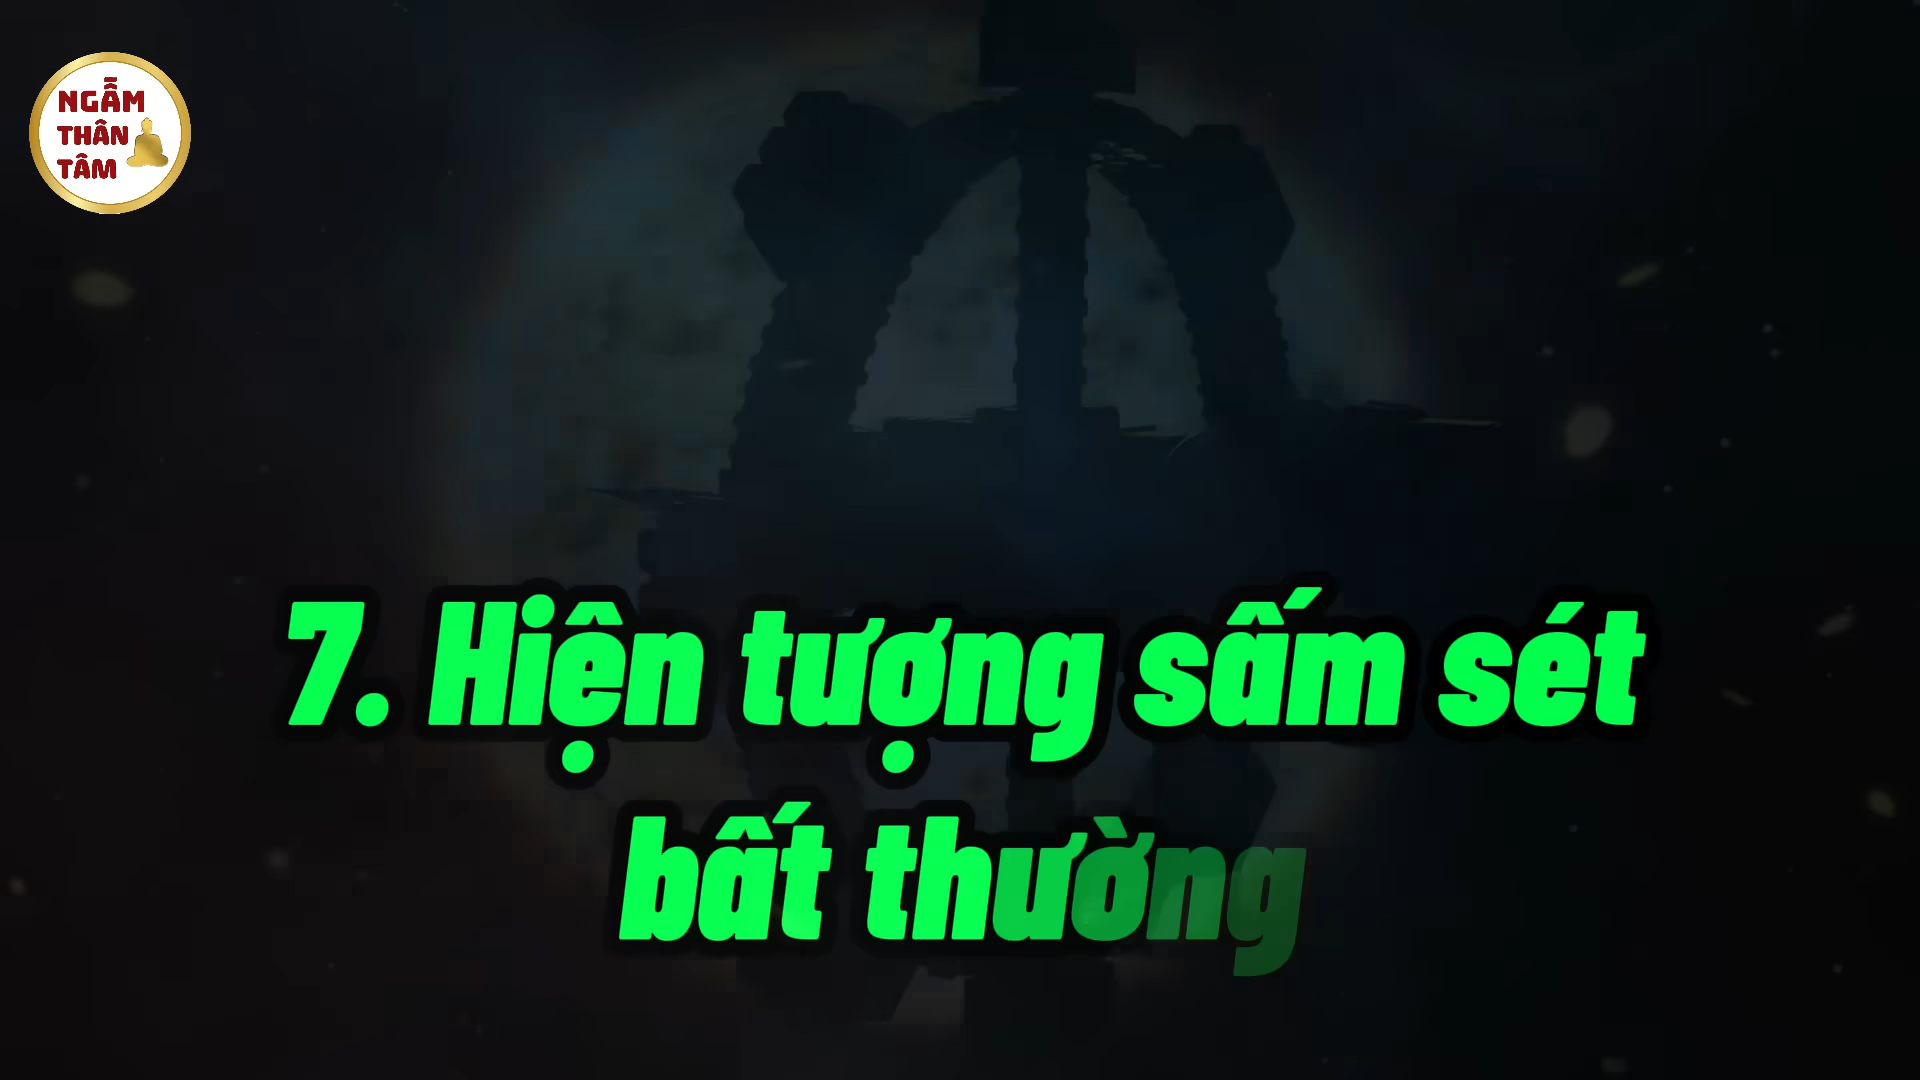 NGẪM
THÂN
TÂM
7. Hiện tượng sấm sét
bất thường